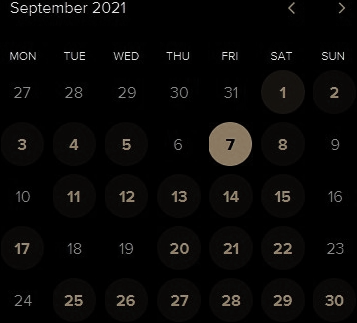 September 2021
MON TUE WED THU FRI SAT SUN
27 28 29 30 31 1 2
3 4 5 6 7 8 9
10 11 12 13 14 15 16
17 18 19 20 21 22 23
24 25 26 27 28 29 30